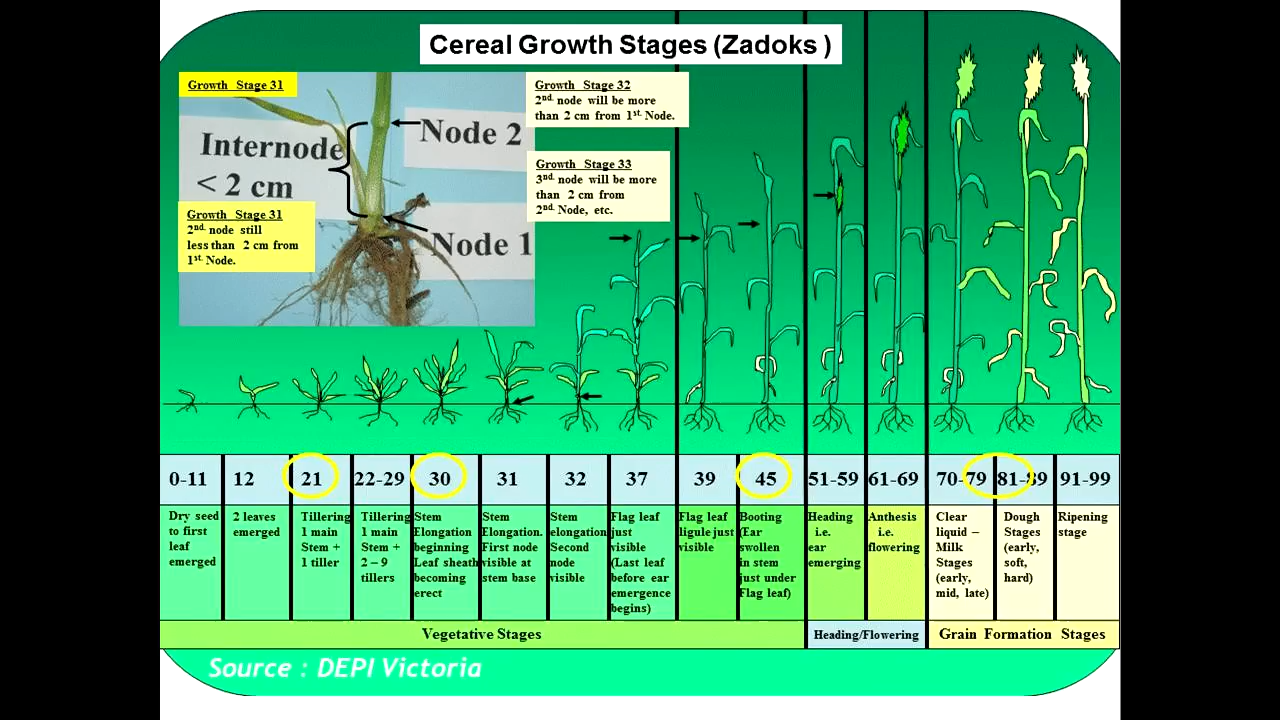 Cereal Growth Stages (Zadoks )
Growth Stage 31
Internode
< 2 cm
Node 2
Node 1
Growth Stage 31
2nd. node still
less than 2 cm from
1st. Node.
Growth Stage 32
2nd. node will be more
than 2 cm from 1st. Node.
Growth Stage 33
3nd. node will be more
than 2 cm from
2nd. Node, etc.
0-11
12
21
22-29
30
31
32
37
39
45
51-59
61-69
70-79
81-89
91-99
Dry seed
to first
leaf
emerged
2 leaves
emerged
Tillering
1 main
Stem +
1 tiller
Tillering
1 main
Stem +
2 – 9
tillers
Stem
Elongation
beginning
Leaf sheath
becoming
erect
Stem
Elongation.
First node
visible at
stem base
Stem
elongation
Second
node
visible
Flag leaf
just
visible
(Last leaf
before ear
emergence
begins)
Flag leaf
ligule just
visible
Booting
(Ear
swollen
in stem
just under
Flag leaf)
Heading
i.e.
ear
emerging
Anthesis
i.e.
flowering
Clear
liquid –
Milk
Stages
(early,
mid, late)
Dough
Stages
(early,
soft,
hard)
Ripening
stage
Vegetative Stages
Heading/Flowering
Grain Formation Stages
Source : DEPI Victoria